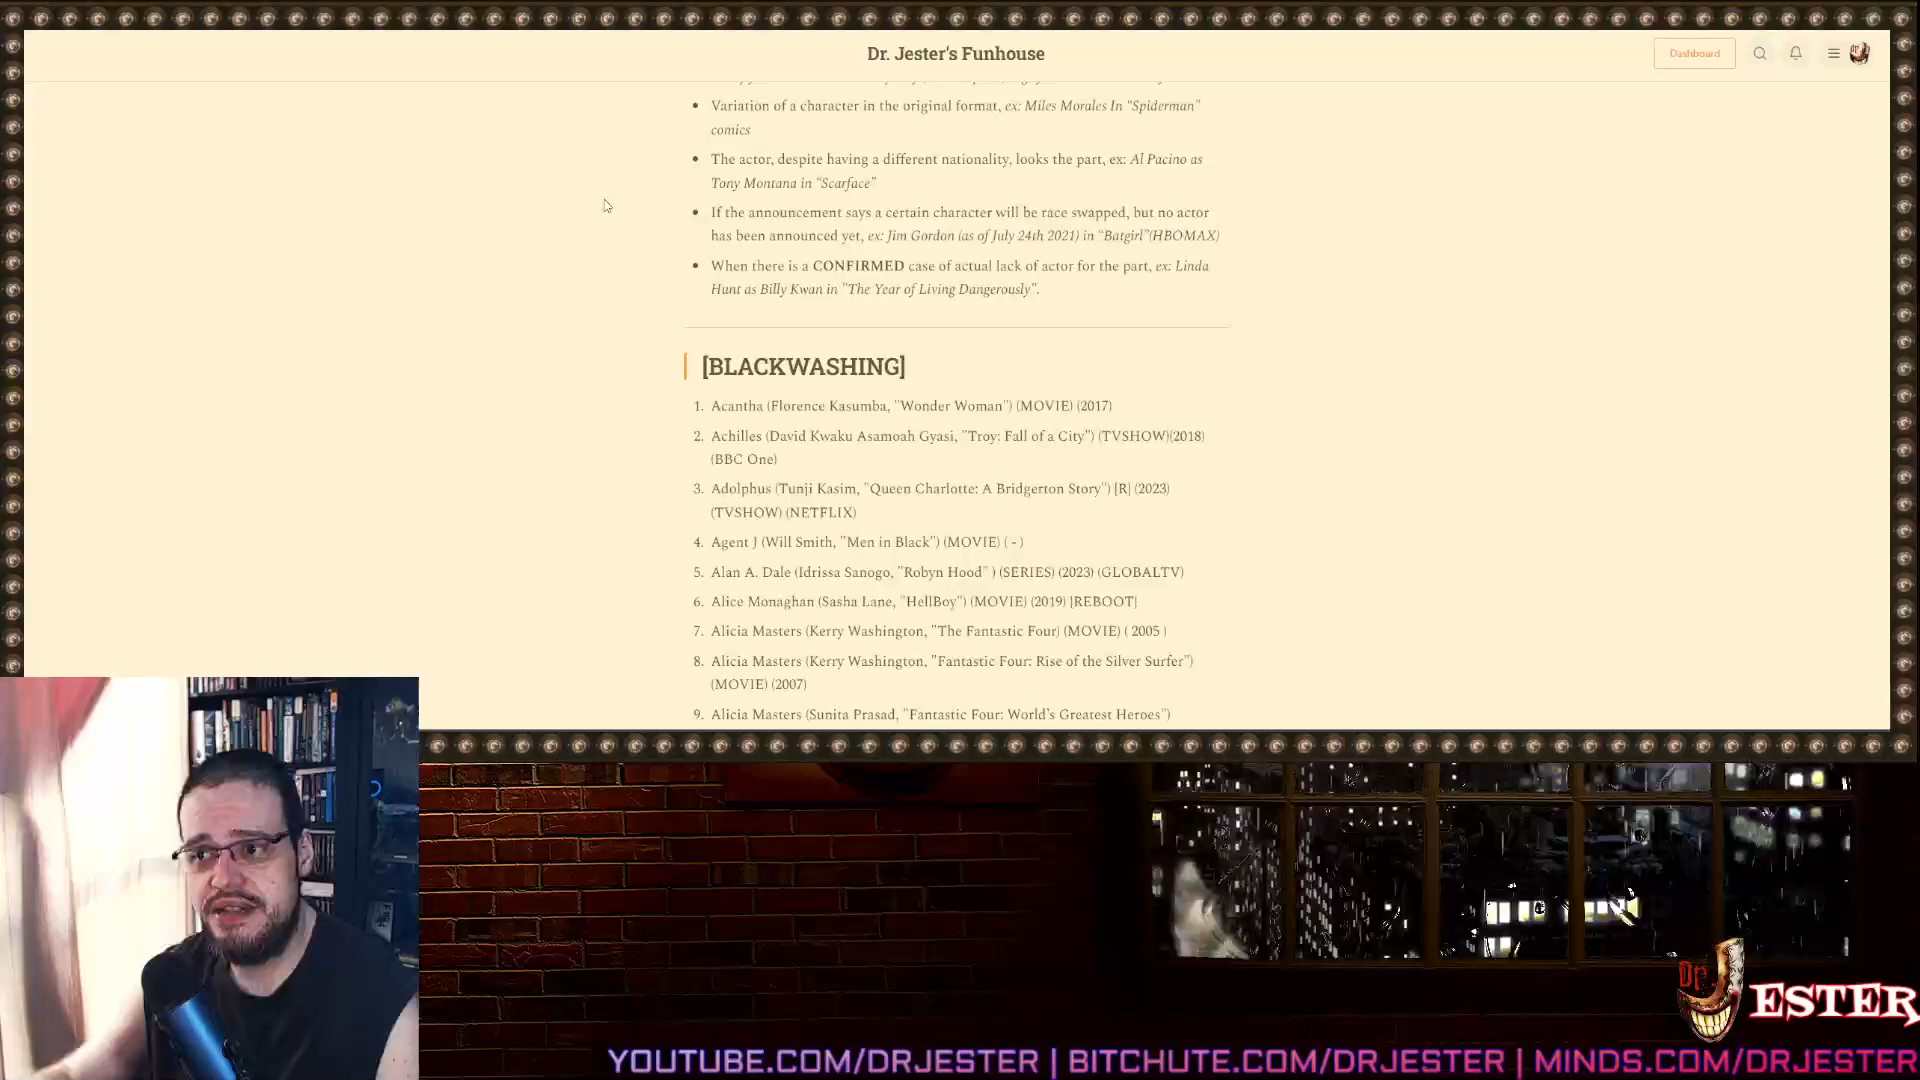 Dr. Jester's Funhouse
Dashboard
• Variation of a character in the original format, ex: Miles Morales In “Spiderman”
comics
• The actor, despite having a different nationality, looks the part, ex: Al Pacino as
Tony Montana in “Scarface”
• If the announcement says a certain character will be race swapped, but no actor
has been announced yet, ex: Jim Gordon (as of July 24th 2021) in “Batgirl”(HBOMAX)
• When there is a CONFIRMED case of actual lack of actor for the part, ex: Linda
Hunt as Billy Kwan in "The Year of Living Dangerously".
[BLACKWASHING]
1. Acantha (Florence Kasumba, "Wonder Woman") (MOVIE) (2017)
2. Achilles (David Kwaku Asamoah Gyasi, "Troy: Fall of a City") (TVSHOW)(2018)
(BBC One)
3. Adolphus (Tunji Kasim, "Queen Charlotte: A Bridgerton Story") [R] (2023)
(TVSHOW) (NETFLIX)
4. Agent J (Will Smith, "Men in Black") (MOVIE) ( - )
5. Alan A. Dale (Idrissa Sanogo, "Robyn Hood" ) (SERIES) (2023) (GLOBALTV)
6. Alice Monaghan (Sasha Lane, "HellBoy") (MOVIE) (2019) }REBOOT{
7. Alicia Masters (Kerry Washington, "The Fantastic Four) (MOVIE) ( 2005 )
8. Alicia Masters (Kerry Washington, "Fantastic Four: Rise of the Silver Surfer")
(MOVIE) (2007)
9. Alicia Masters (Sunita Prasad, "Fantastic Four: World’s Greatest Heroes")
Dr. JESTER
YOUTUBE.COM/DRJESTER | BITCHUTE.COM/DRJESTER | MINDS.COM/DRJESTER